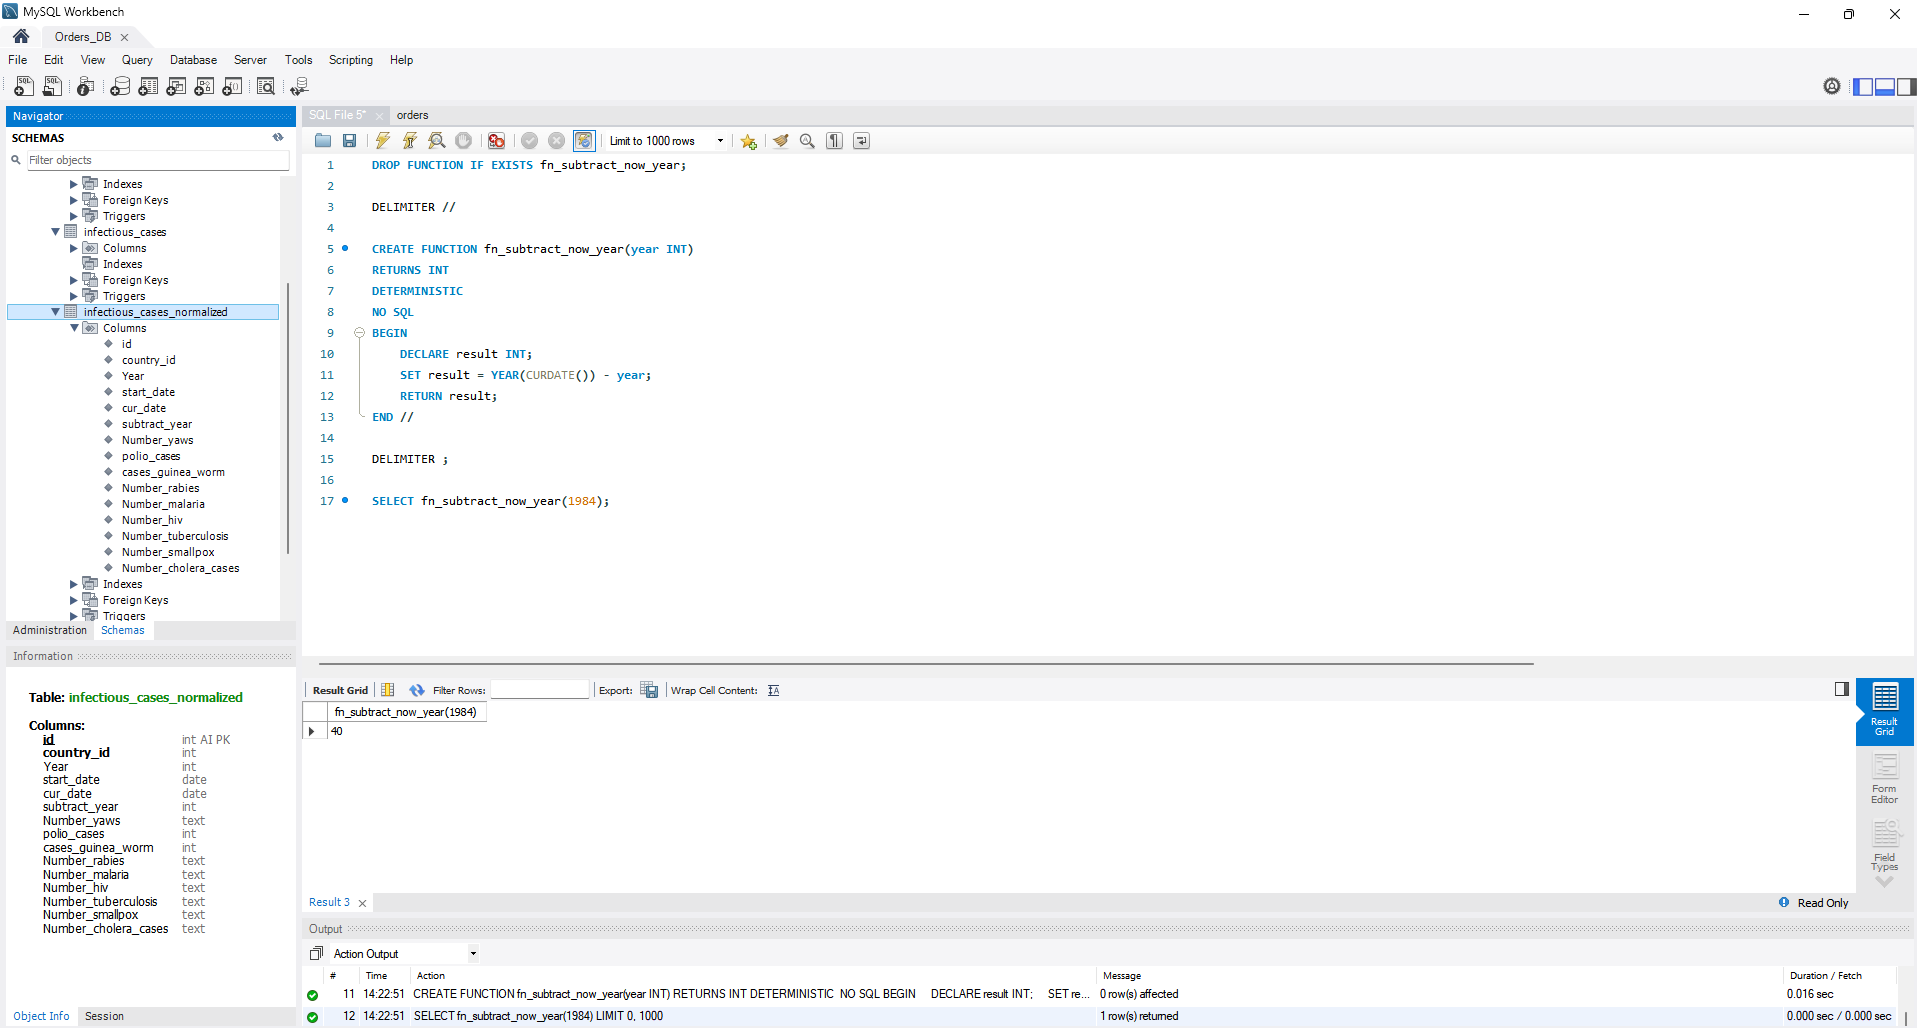 MySQL Workbench
Orders_DB
File Edit View Query Database Server Tools Scripting Help
Navigator
SCHEMAS
Filter objects
Indexes
Foreign Keys
Triggers
infectious_cases
Columns
Indexes
Foreign Keys
Triggers
infectious_cases_normalized
Columns
id
country_id
Year
start_date
cur_date
subtract_year
Number_yaws
polio_cases
cases_guinea_worm
Number_rabies
Number_malaria
Number_hiv
Number_tuberculosis
Number_smallpox
Number_cholera_cases
Indexes
Foreign Keys
Triggers
Administration Schemas
Information
Table: infectious_cases_normalized
Columns:
id int AI PK
country_id int
Year int
start_date date
cur_date date
subtract_year int
Number_yaws text
polio_cases int
cases_guinea_worm int
Number_rabies text
Number_malaria text
Number_hiv text
Number_tuberculosis text
Number_smallpox text
Number_cholera_cases text
Object Info Session
SQL File 5* orders
Limit to 1000 rows
1 DROP FUNCTION IF EXISTS fn_subtract_now_year;
2
3 DELIMITER //
4
5 CREATE FUNCTION fn_subtract_now_year(year INT)
6 RETURNS INT
7 DETERMINISTIC
8 NO SQL
9 BEGIN
10 DECLARE result INT;
11 SET result = YEAR(CURDATE()) - year;
12 RETURN result;
13 END //
14
15 DELIMITER ;
16
17 SELECT fn_subtract_now_year(1984);
Result Grid Filter Rows: Export: Wrap Cell Content:
fn_subtract_now_year(1984)
40
Result Grid
Form Editor
Field Types
Result 3
Read Only
Output
Action Output
# Time Action Message Duration / Fetch
11 14:22:51 CREATE FUNCTION fn_subtract_now_year(year INT) RETURNS INT DETERMINISTIC NO SQL BEGIN DECLARE result INT; SET re... 0 row(s) affected 0.016 sec
12 14:22:51 SELECT fn_subtract_now_year(1984) LIMIT 0, 1000 1 row(s) returned 0.000 sec / 0.000 sec